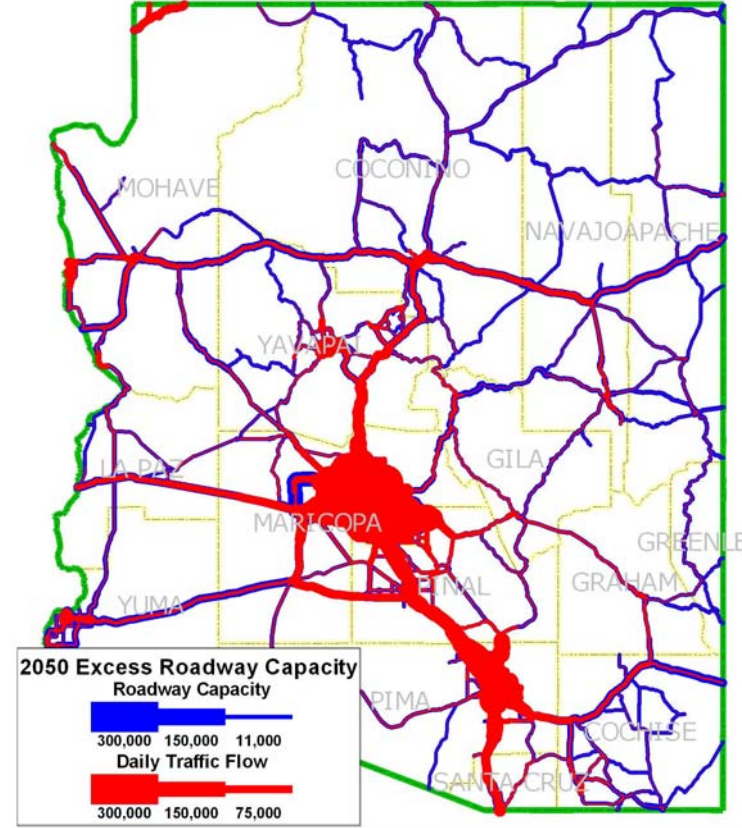 COCONINO
MOHAVE
NAVAJOAPACHE
YAVAPAI
GILA
LA PAZ
MARICOPA
GREENLE
GRAHAM
PINAL
YUMA
PIMA
COCHISE
SANTA CRUZ
2050 Excess Roadway Capacity
Roadway Capacity
300,000 150,000 11,000
Daily Traffic Flow
300,000 150,000 75,000